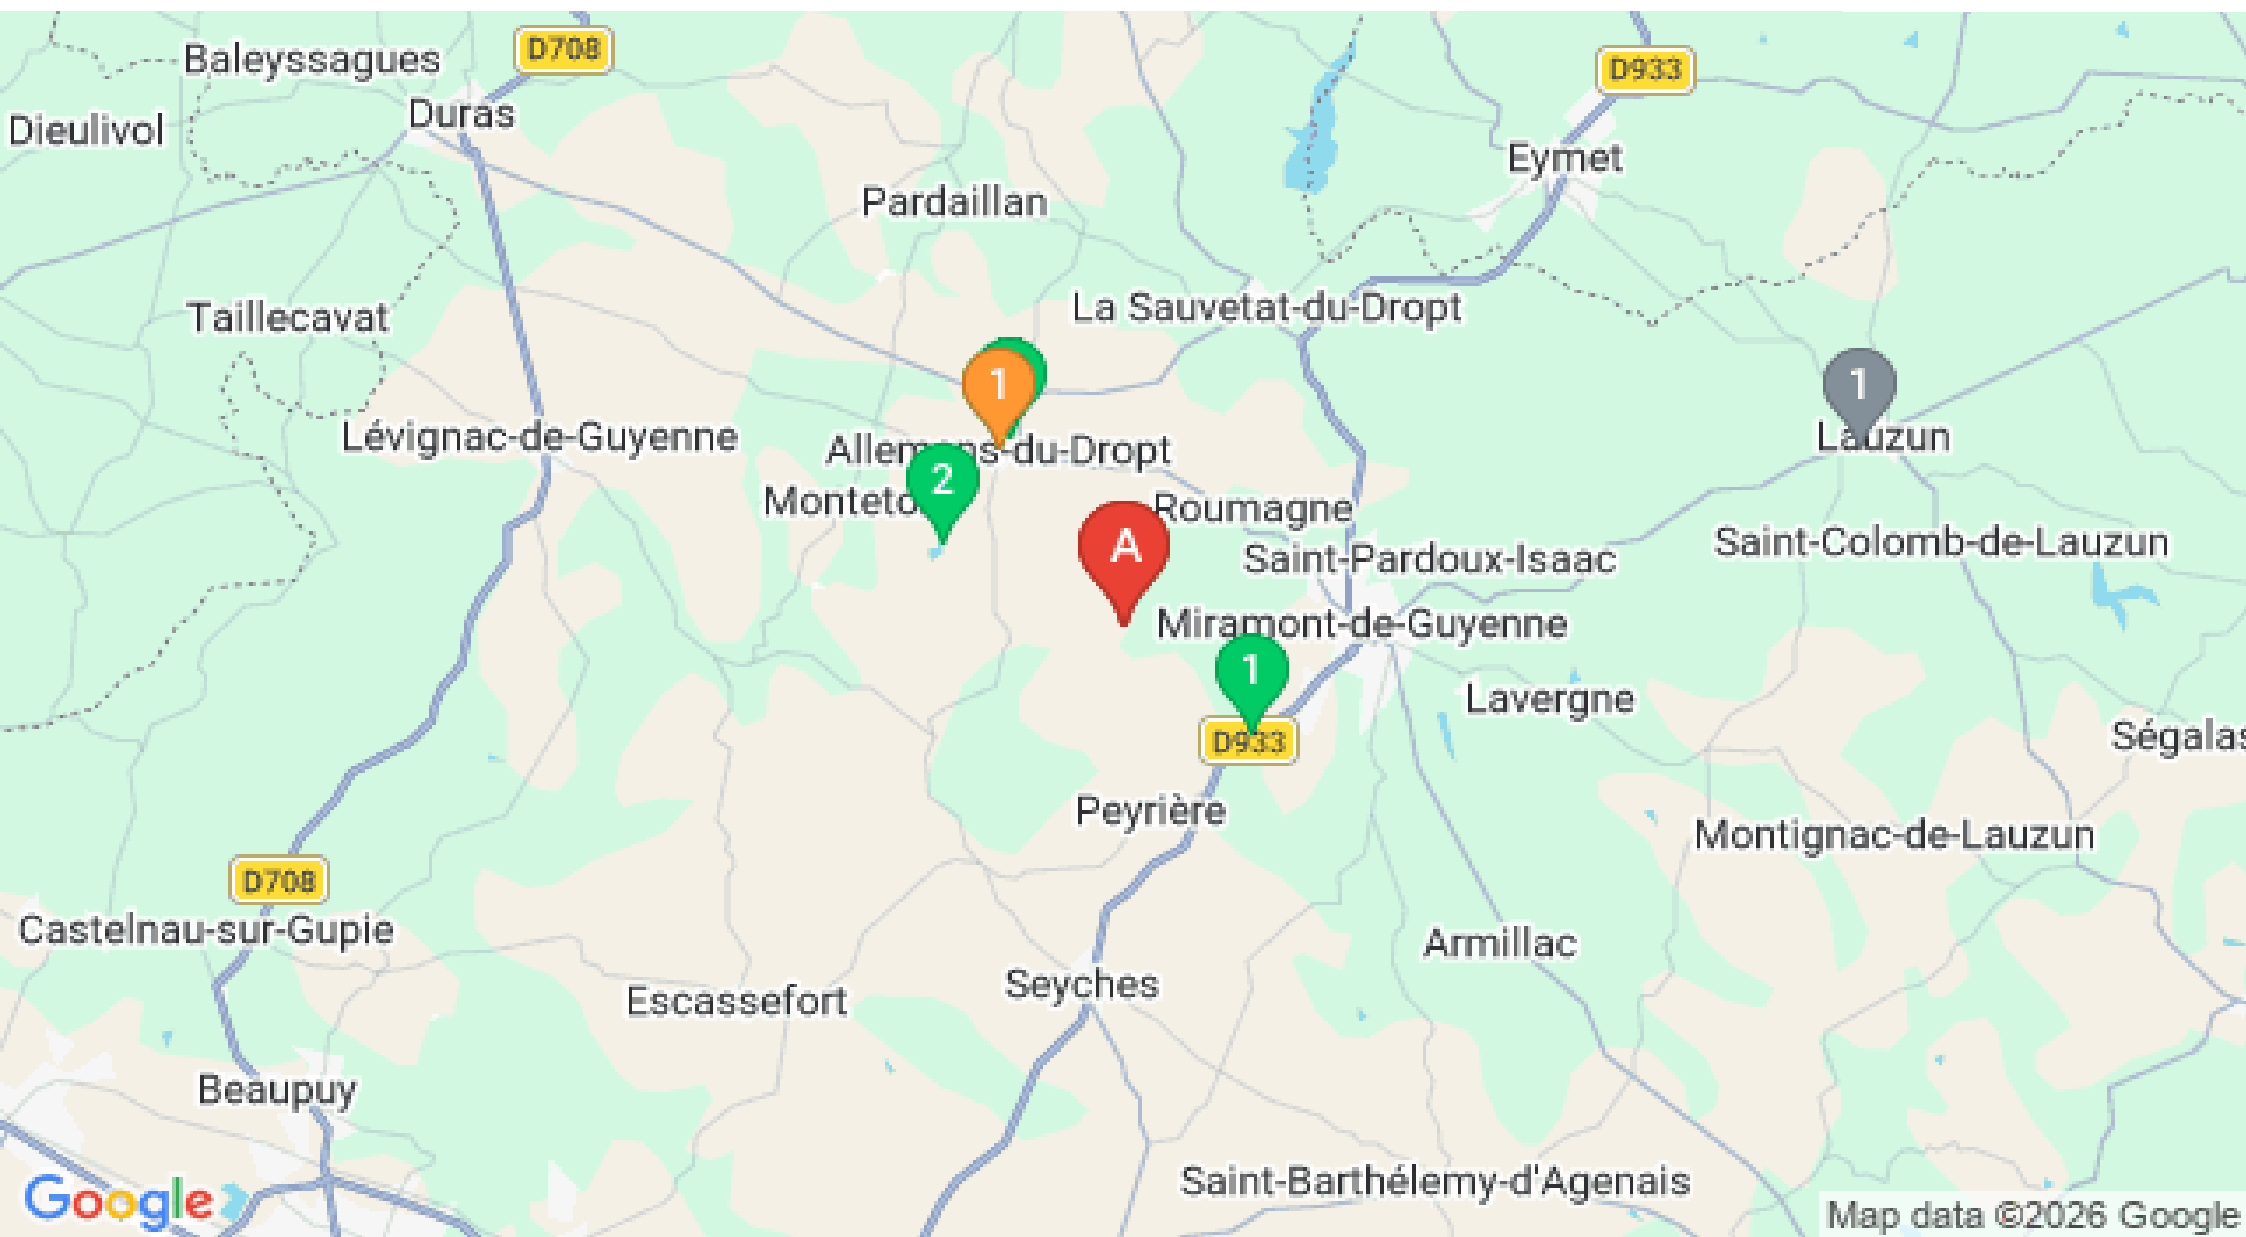 D708
Baleyssagues
D933
Duras
Dieulivol
Eymet
Pardaillan
La Sauvetat-du-Dropt
Taillecavat
1
1
Lévignac-de-Guyenne
Lauzun
Allemans-du-Dropt
2
Roumagne
A
Saint-Colomb-de-Lauzun
Saint-Pardoux-Isaac
Miramont-de-Guyenne
1
Lavergne
Ségalas
D933
Peyrière
Montignac-de-Lauzun
D708
Castelnau-sur-Gupie
Armillac
Seyches
Escassefort
Beaupuy
Saint-Barthélemy-d'Agenais
Google
Map data ©2026 Google